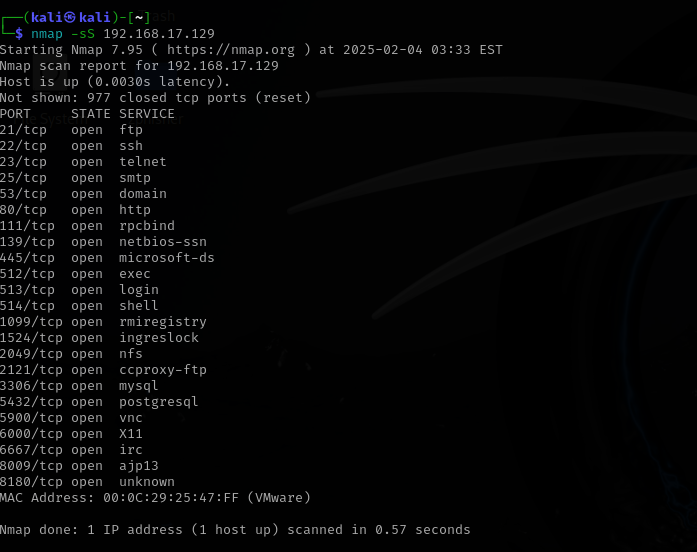 ┌──(kali㉿kali)-[~]
└─$ nmap -sS 192.168.17.129
Starting Nmap 7.95 ( https://nmap.org ) at 2025-02-04 03:33 EST
Nmap scan report for 192.168.17.129
Host is up (0.0030s latency).
Not shown: 977 closed tcp ports (reset)
PORT     STATE SERVICE
21/tcp   open  ftp
22/tcp   open  ssh
23/tcp   open  telnet
25/tcp   open  smtp
53/tcp   open  domain
80/tcp   open  http
111/tcp  open  rpcbind
139/tcp  open  netbios-ssn
445/tcp  open  microsoft-ds
512/tcp  open  exec
513/tcp  open  login
514/tcp  open  shell
1099/tcp open  rmiregistry
1524/tcp open  ingreslock
2049/tcp open  nfs
2121/tcp open  ccproxy-ftp
3306/tcp open  mysql
5432/tcp open  postgresql
5900/tcp open  vnc
6000/tcp open  X11
6667/tcp open  irc
8009/tcp open  ajp13
8180/tcp open  unknown
MAC Address: 00:0C:29:25:47:FF (VMware)
Nmap done: 1 IP address (1 host up) scanned in 0.57 seconds